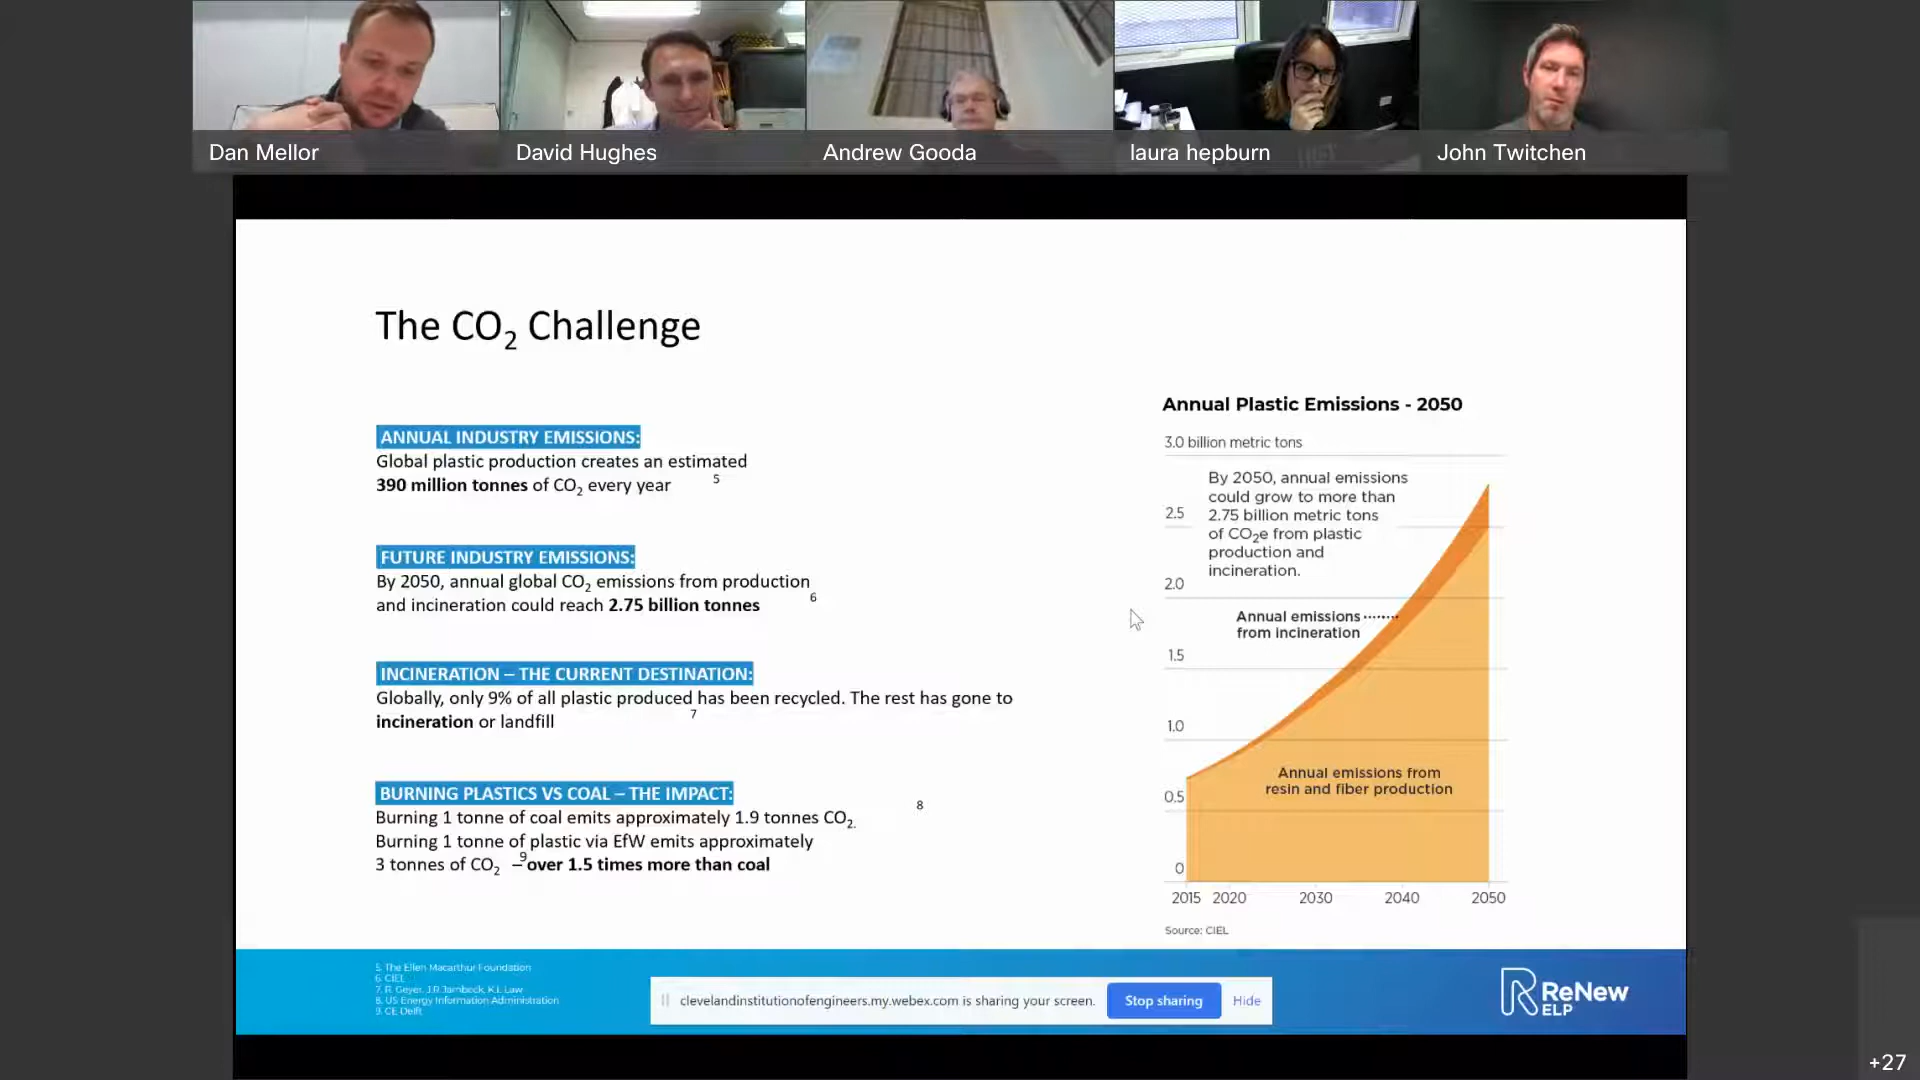 Dan Mellor
David Hughes
Andrew Gooda
laura hepburn
John Twitchen
The CO2 Challenge
ANNUAL INDUSTRY EMISSIONS:
Global plastic production creates an estimated
390 million tonnes of CO2 every year 5
FUTURE INDUSTRY EMISSIONS:
By 2050, annual global CO2 emissions from production
and incineration could reach 2.75 billion tonnes 6
INCINERATION – THE CURRENT DESTINATION:
Globally, only 9% of all plastic produced has been recycled. The rest has gone to
incineration or landfill 7
BURNING PLASTICS VS COAL – THE IMPACT:
Burning 1 tonne of coal emits approximately 1.9 tonnes CO2. 8
Burning 1 tonne of plastic via EfW emits approximately
3 tonnes of CO2 –9 over 1.5 times more than coal
Annual Plastic Emissions - 2050
3.0 billion metric tons
By 2050, annual emissions
could grow to more than
2.75 billion metric tons
of CO2e from plastic
production and
incineration.
2.5
2.0
Annual emissions
from incineration
1.5
1.0
Annual emissions from
resin and fiber production
0.5
0
2015 2020 2030 2040 2050
Source: CIEL
5. The Ellen Macarthur Foundation
6. CIEL
7. R. Geyer, J.R Jambeck, K.L Law
8. US Energy Information Administration
9. CE Delft
clevelandinstitutionofengineers.my.webex.com is sharing your screen.
Stop sharing
Hide
ReNew
ELP
+27